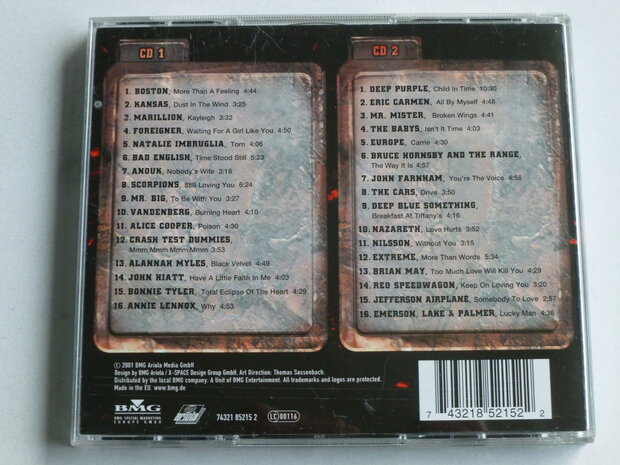 CD 1
1. BOSTON, More Than A Feeling 4:44
2. KANSAS, Dust In The Wind 3:25
3. MARILLION, Kayleigh 3:32
4. FOREIGNER, Waiting For A Girl Like You 4:50
5. NATALIE IMBRUGLIA, Torn 4:06
6. BAD ENGLISH, Time Stood Still 5:23
7. ANOUK, Nobody's Wife 3:18
8. SCORPIONS, Still Loving You 6:24
9. MR. BIG, To Be With You 3:27
10. VANDENBERG, Burning Heart 4:10
11. ALICE COOPER, Poison 4:30
12. CRASH TEST DUMMIES,
Mmm Mmm Mmm Mmm 3:53
13. ALANNAH MYLES, Black Velvet 4:49
14. JOHN HIATT, Have A Little Faith In Me 4:03
15. BONNIE TYLER, Total Eclipse Of The Heart 4:29
16. ANNIE LENNOX, Why 4:53
CD 2
1. DEEP PURPLE, Child In Time 10:30
2. ERIC CARMEN, All By Myself 4:48
3. MR. MISTER, Broken Wings 4:41
4. THE BABYS, Isn't It Time 4:03
5. EUROPE, Carrie 4:30
6. BRUCE HORNSBY AND THE RANGE,
The Way It Is 4:57
7. JOHN FARNHAM, You're The Voice 4:58
8. THE CARS, Drive 3:50
9. DEEP BLUE SOMETHING,
Breakfast At Tiffany's 4:16
10. NAZARETH, Love Hurts 3:52
11. NILSSON, Without You 3:15
12. EXTREME, More Than Words 5:34
13. BRIAN MAY, Too Much Love Will Kill You 4:29
14. REO SPEEDWAGON, Keep On Loving You 3:20
15. JEFFERSON AIRPLANE, Somebody To Love 2:57
16. EMERSON, LAKE & PALMER, Lucky Man 4:36
Ⓒ 2001 BMG Ariola Media GmbH
Design by BMG Ariola / X-SPACE Design Group GmbH. Art Direction: Thomas Sassenbach.
Distributed by the local BMG company. A Unit of BMG Entertainment. All trademarks and logos are protected.
Made in the EU. www.bmg.de
BMG
BMG SPECIAL MARKETING
EUROPE GMBH
ariola
74321 85215 2
LC 00116
7 43218 52152 2